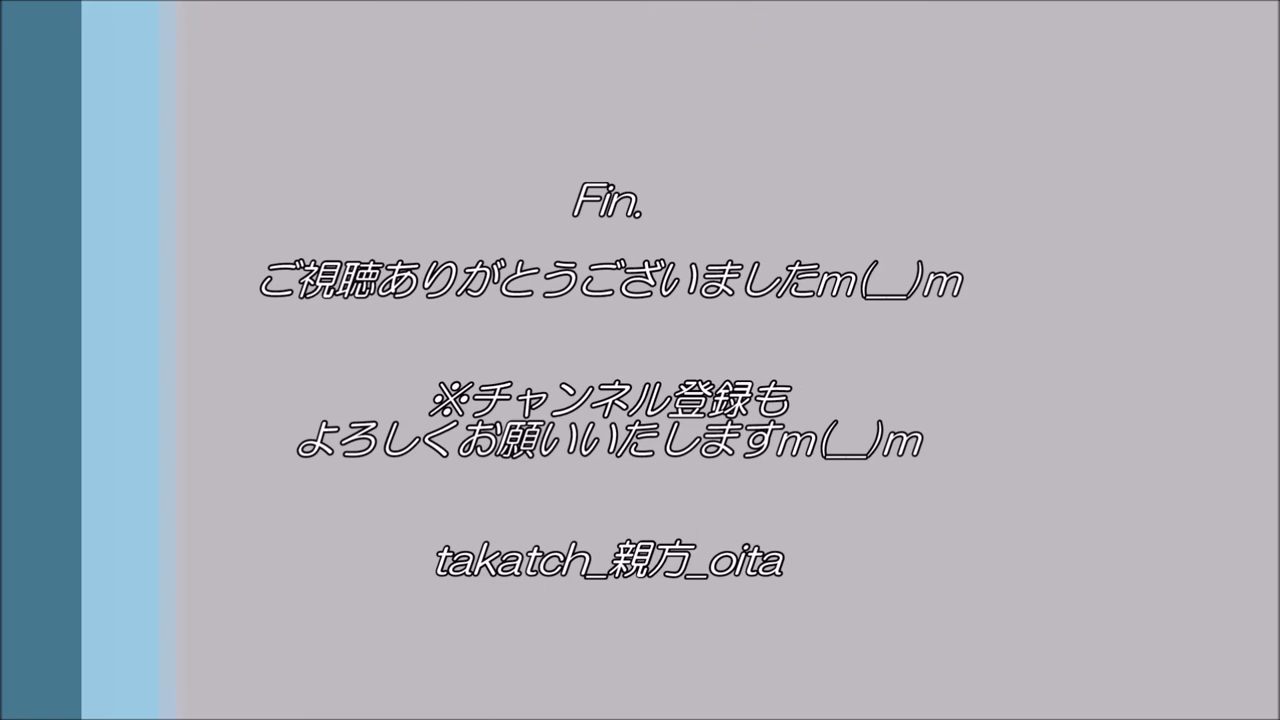 Fin.
ご視聴ありがとうございましたm(__)m
※チャンネル登録も
よろしくお願いいたしますm(__)m
takatch_親方_oita